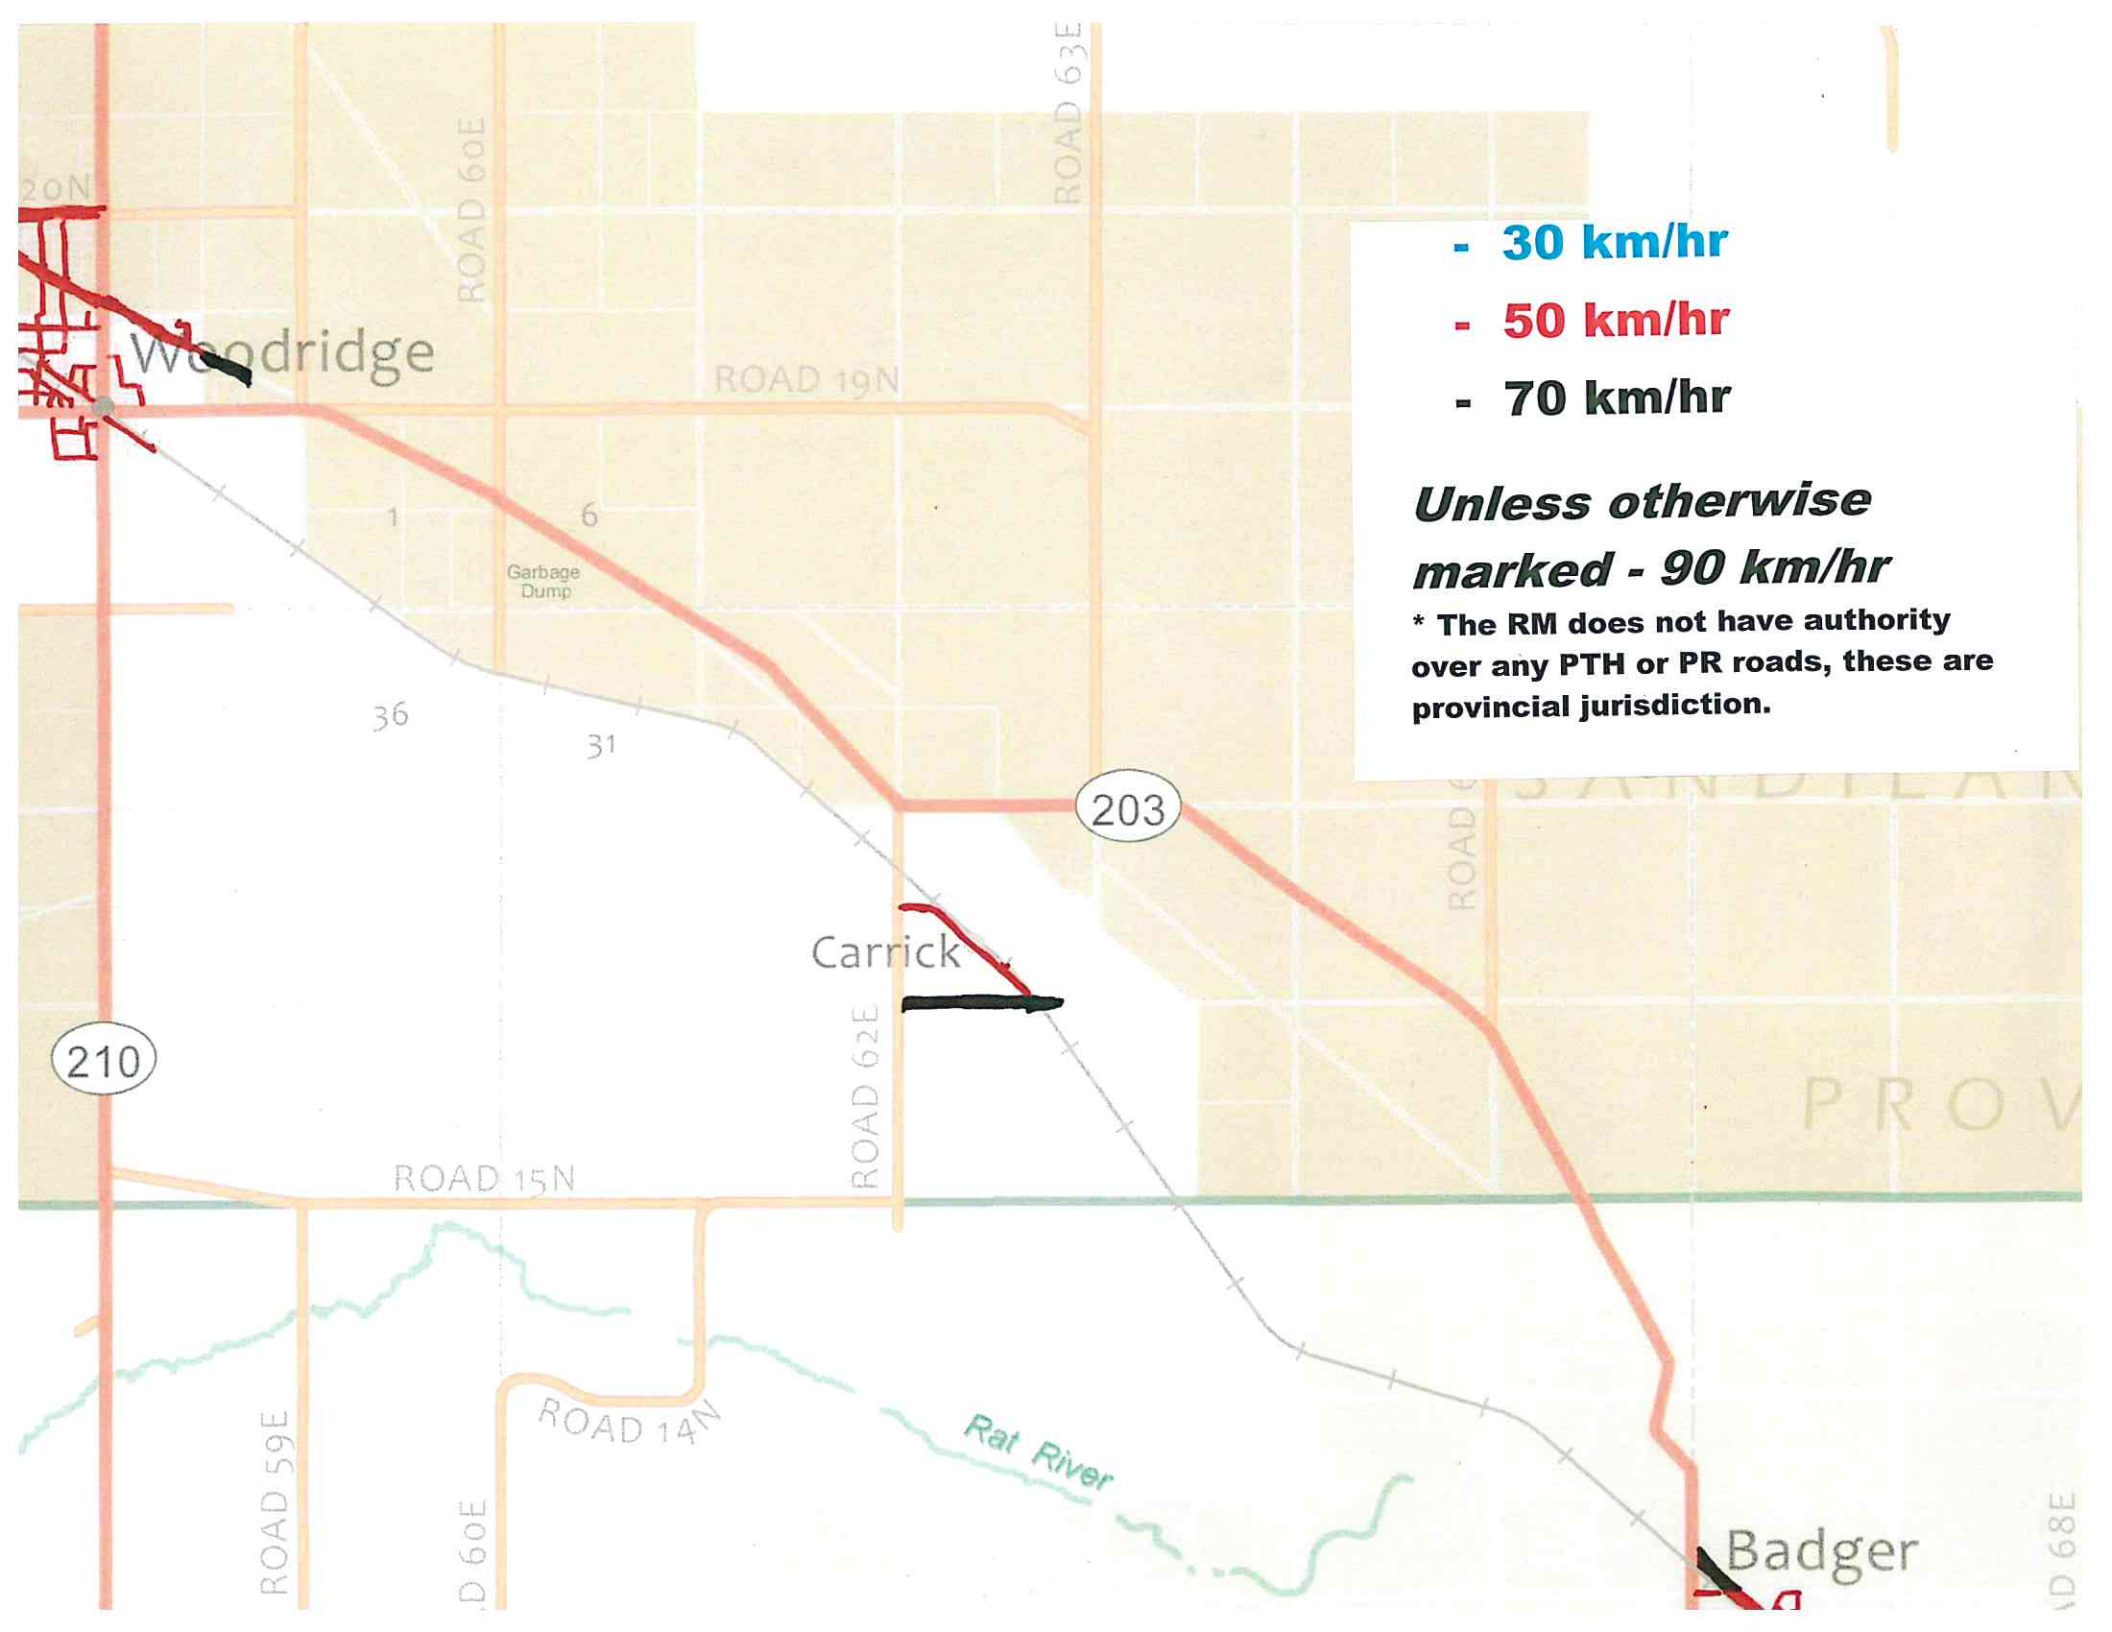 ROAD 63E
ROAD 60E
20N
- 30 km/hr
- 50 km/hr
- 70 km/hr
Woodridge
ROAD 19N
Unless otherwise
marked - 90 km/hr
* The RM does not have authority
over any PTH or PR roads, these are
provincial jurisdiction.
1
6
Garbage
Dump
36
31
203
SANDILAR
ROAD 6
Carrick
ROAD 62E
210
PROV
ROAD 15N
ROAD 14N
Rat River
ROAD 59E
D 60E
Badger
AD 68E